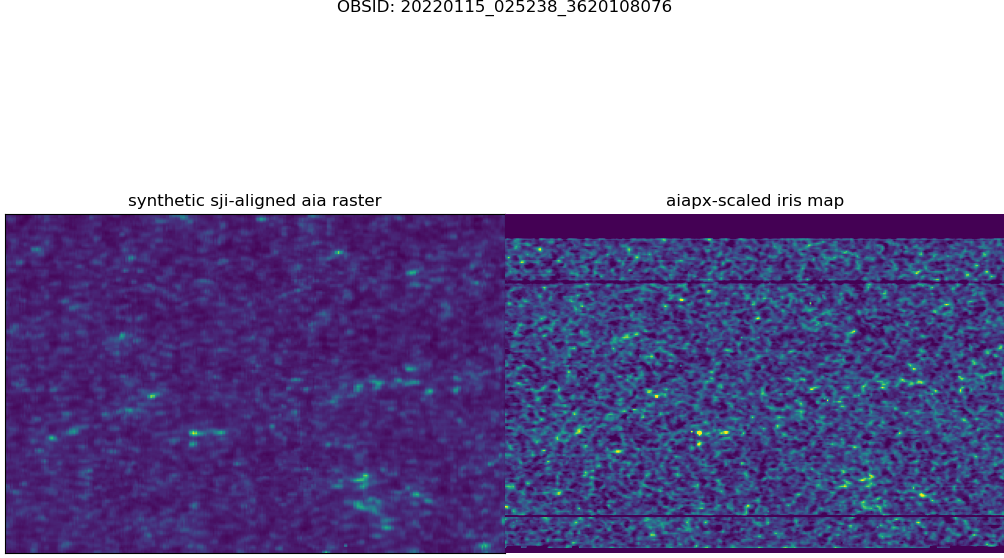 OBSID: 20220115_025238_3620108076
synthetic sji-aligned aia raster
aiapx-scaled iris map